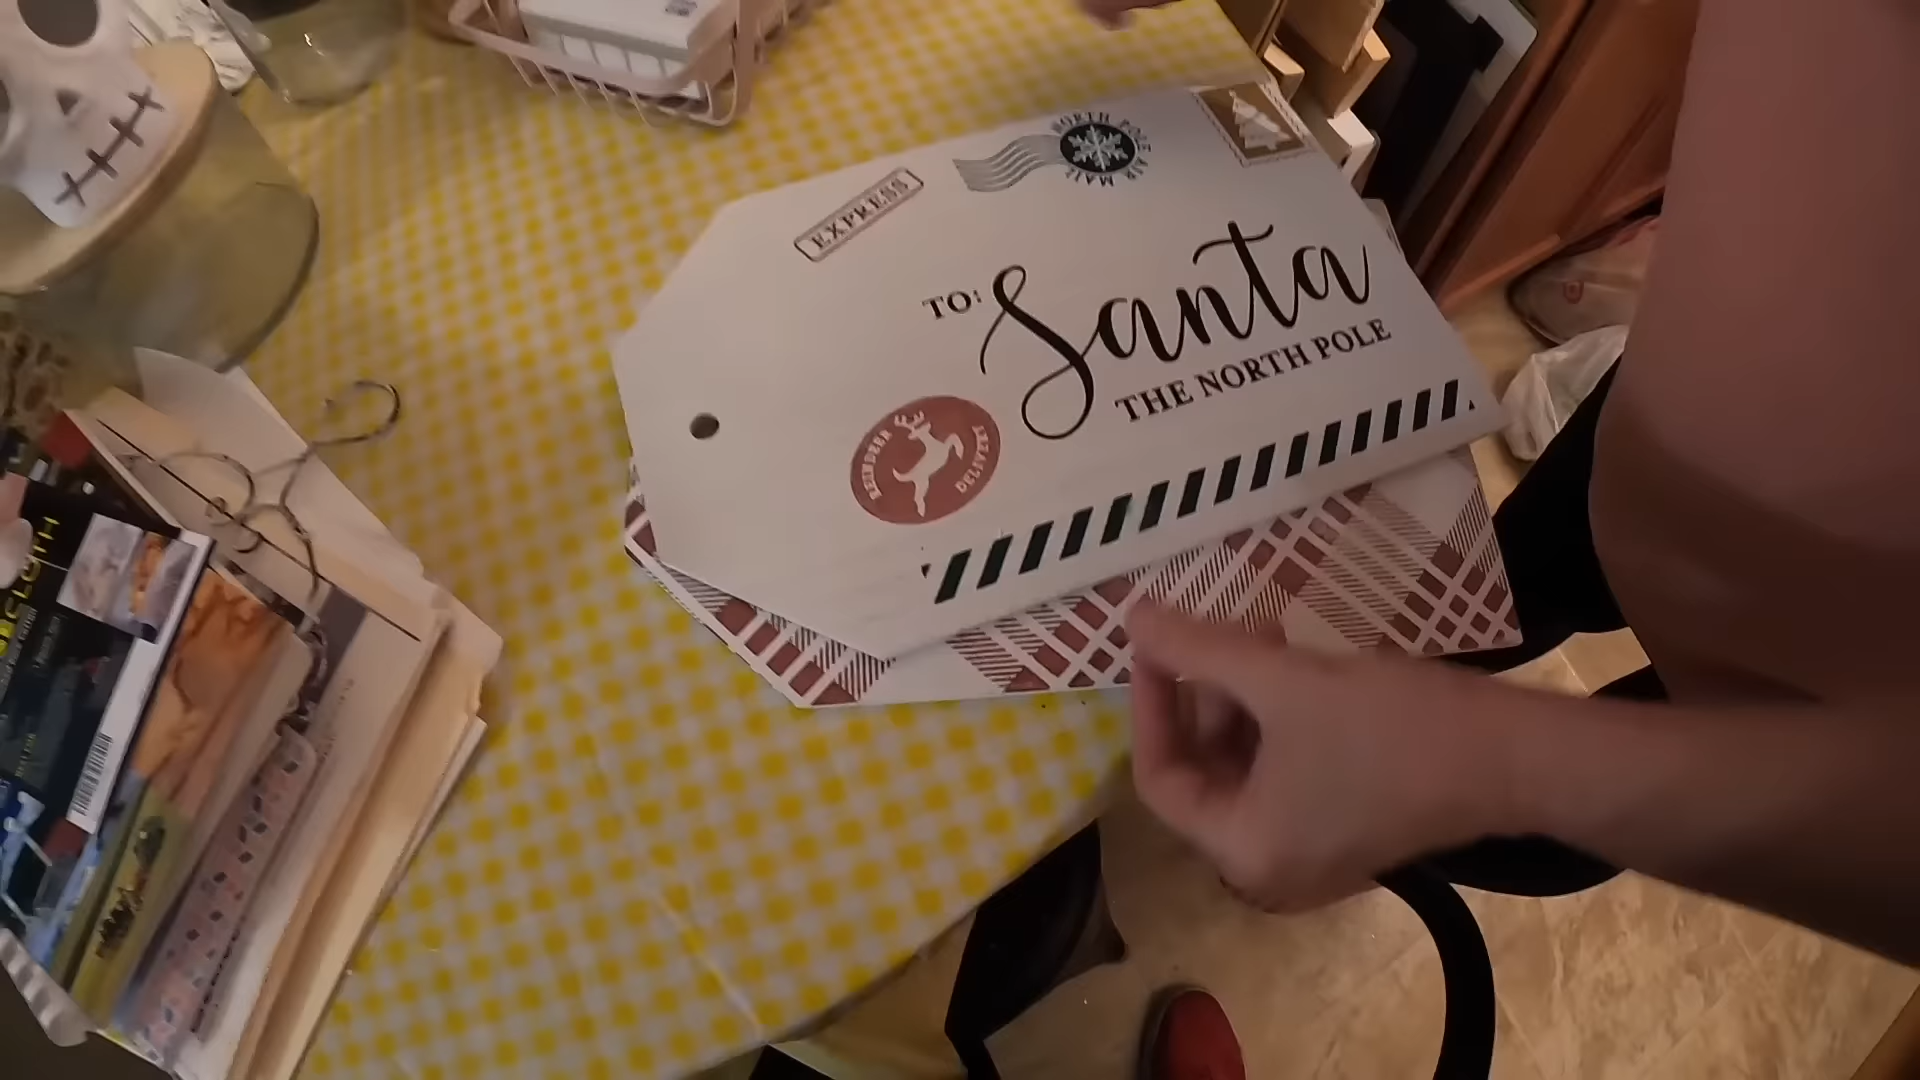 NORTH POLE AIR MAIL
EXPRESS
TO: Santa
THE NORTH POLE
REINDEER DELIVERY